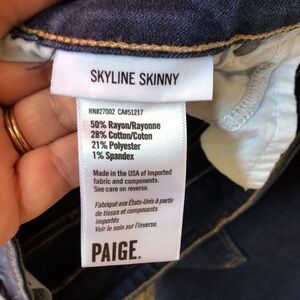 SKYLINE SKINNY
RN#27002 CA#51217
50% Rayon/Rayonne
28% Cotton/Coton
21% Polyester
1% Spandex
Made in the USA of Imported
fabric and components.
See care on reverse.
Fabriqué aux États-Unis à partir
de tissus et composants
importés
Voir le soin sur l'inverse.
PAIGE.